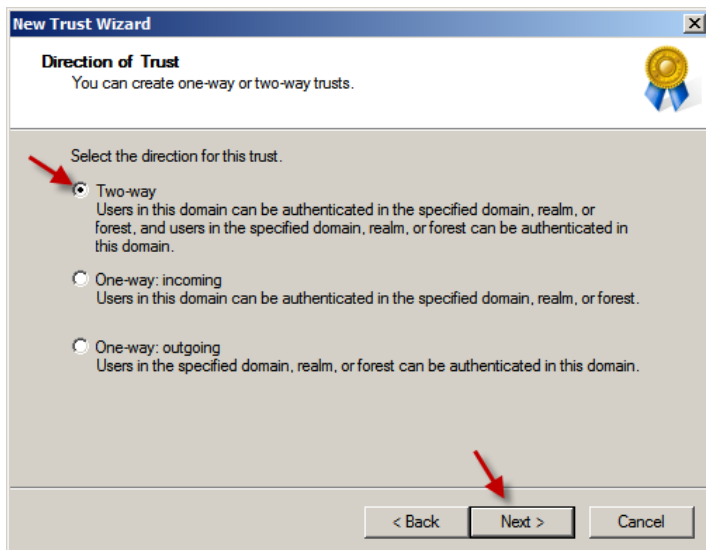 New Trust Wizard
Direction of Trust
You can create one-way or two-way trusts.
Select the direction for this trust.
Two-way
Users in this domain can be authenticated in the specified domain, realm, or
forest, and users in the specified domain, realm, or forest can be authenticated in
this domain.
One-way: incoming
Users in this domain can be authenticated in the specified domain, realm, or forest.
One-way: outgoing
Users in the specified domain, realm, or forest can be authenticated in this domain.
< Back Next > Cancel